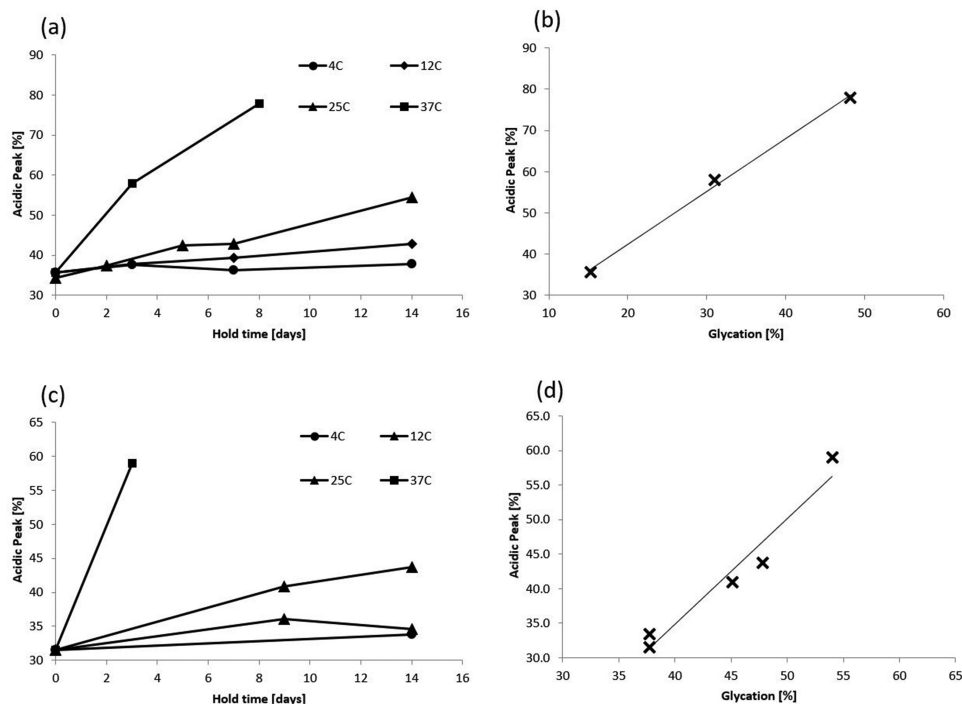 (a)
90
80
70
60
50
40
30
Acidic Peak [%]
4C 12C
25C 37C
0 2 4 6 8 10 12 14 16
Hold time [days]
(b)
90
80
70
60
50
40
30
Acidic Peak [%]
10 20 30 40 50 60
Glycation [%]
(c)
65
60
55
50
45
40
35
30
Acidic Peak [%]
4C 12C
25C 37C
0 2 4 6 8 10 12 14 16
Hold time [days]
(d)
65.0
60.0
55.0
50.0
45.0
40.0
35.0
30.0
Acidic Peak [%]
30 35 40 45 50 55 60 65
Glycation [%]